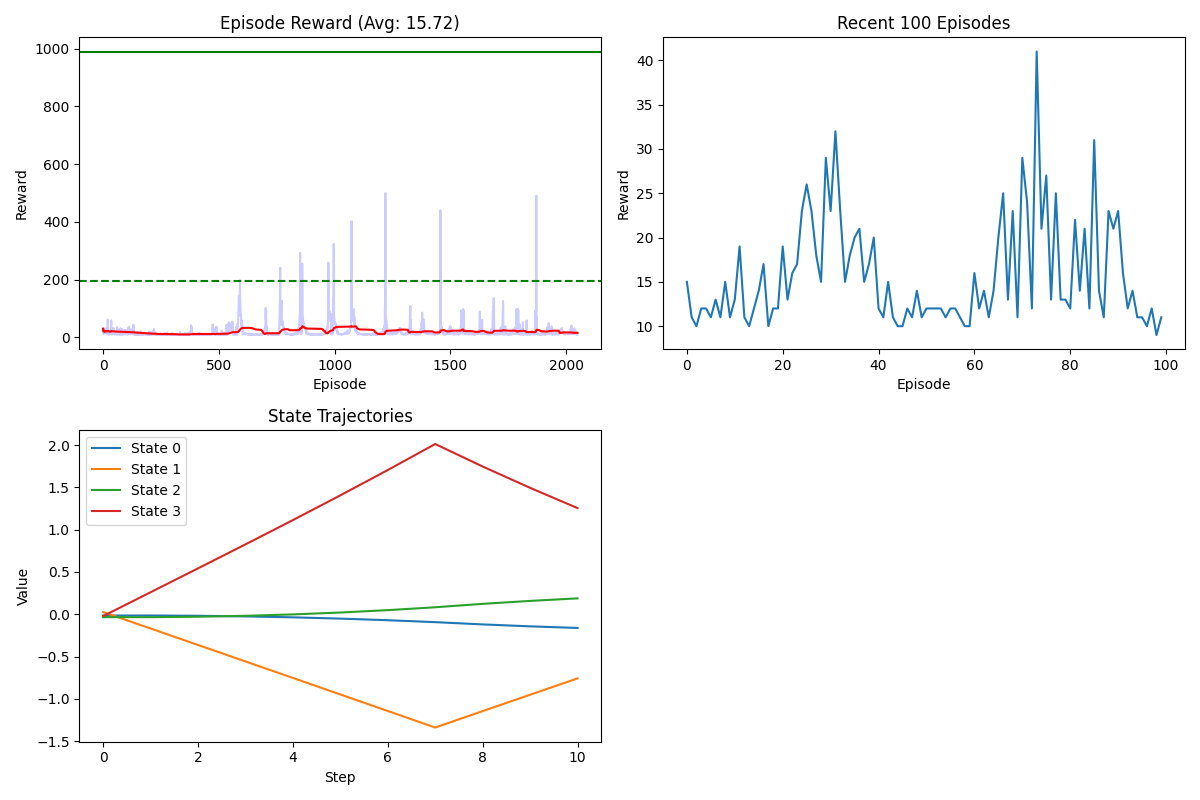 Episode Reward (Avg: 15.72)
1000
800
600
400
200
0
Reward
0
500
1000
1500
2000
Episode
Recent 100 Episodes
40
35
30
25
20
15
10
Reward
0
20
40
60
80
100
Episode
State Trajectories
State 0
State 1
State 2
State 3
2.0
1.5
1.0
0.5
0.0
−0.5
−1.0
−1.5
Value
0
2
4
6
8
10
Step